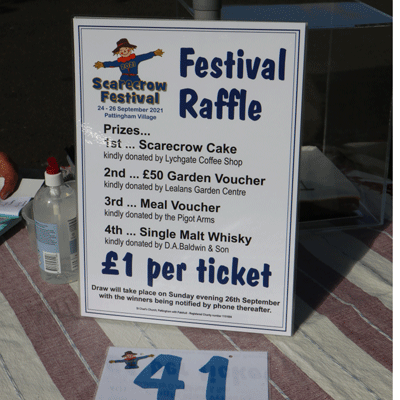 Scarecrow
Festival
24 - 26 September 2021
Pattingham Village
Festival
Raffle
Prizes...
1st ... Scarecrow Cake
kindly donated by Lychgate Coffee Shop
2nd ... £50 Garden Voucher
kindly donated by Lealans Garden Centre
3rd ... Meal Voucher
kindly donated by the Pigot Arms
4th ... Single Malt Whisky
kindly donated by D.A.Baldwin & Son
£1 per ticket
Draw will take place on Sunday evening 26th September
with the winners being notified by phone thereafter.
41